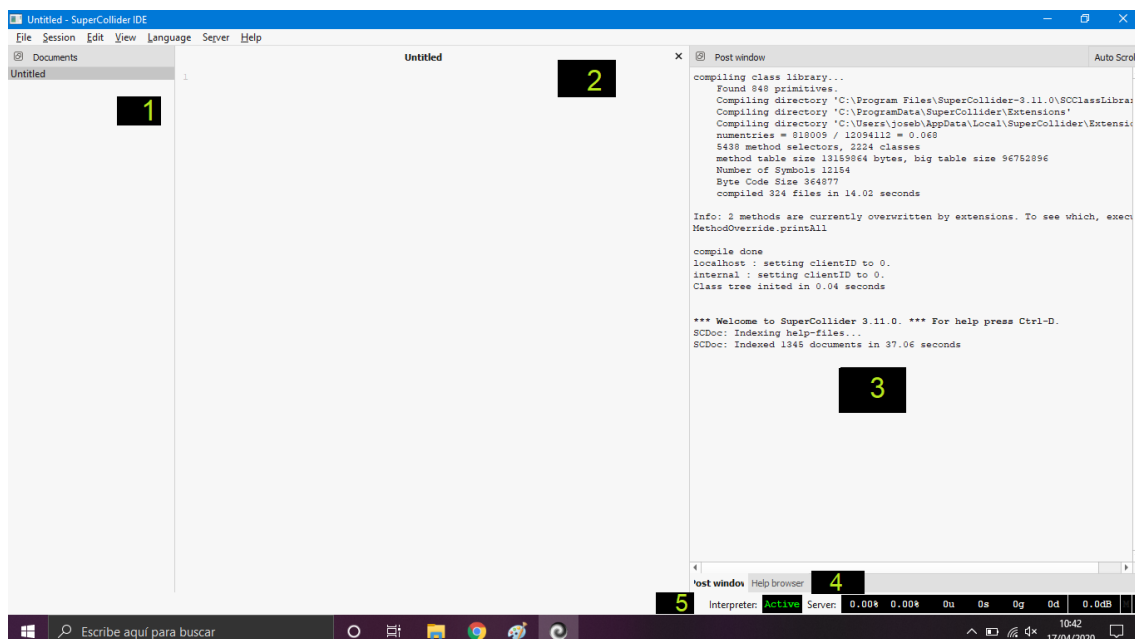 Untitled - SuperCollider IDE
File Session Edit View Language Server Help
Documents
Untitled
1
Untitled
2
1
Post window
Auto Scrol
compiling class library...
Found 848 primitives.
Compiling directory 'C:\Program Files\SuperCollider-3.11.0\SCClassLibrar
Compiling directory 'C:\ProgramData\SuperCollider\Extensions'
Compiling directory 'C:\Users\joseb\AppData\Local\SuperCollider\Extensio
numentries = 818009 / 12094112 = 0.068
5438 method selectors, 2224 classes
method table size 13159864 bytes, big table size 96752896
Number of Symbols 12154
Byte Code Size 364877
compiled 324 files in 14.02 seconds
Info: 2 methods are currently overwritten by extensions. To see which, execu
MethodOverride.printAll
compile done
localhost : setting clientID to 0.
internal : setting clientID to 0.
Class tree inited in 0.04 seconds
*** Welcome to SuperCollider 3.11.0. *** For help press Ctrl-D.
SCDoc: Indexing help-files...
SCDoc: Indexed 1345 documents in 37.06 seconds
3
Post window Help browser 4
5 Interpreter: Active Server: 0.00% 0.00% 0u 0s 0g 0d 0.0dB M
Escribe aquí para buscar
10:42
17/04/2020